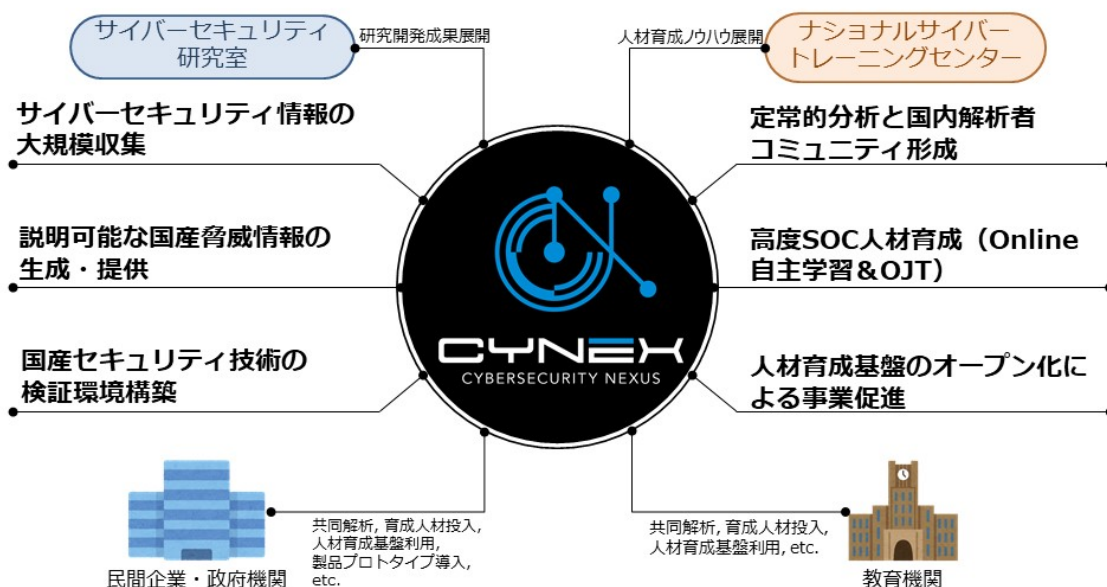 サイバーセキュリティ
研究室
研究開発成果展開
人材育成ノウハウ展開
ナショナルサイバー
トレーニングセンター
サイバーセキュリティ情報の
大規模収集
定常的分析と国内解析者
コミュニティ形成
説明可能な国産脅威情報の
生成・提供
高度SOC人材育成（Online
自主学習＆OJT）
国産セキュリティ技術の
検証環境構築
人材育成基盤のオープン化に
よる事業促進
CYNEX
CYBERSECURITY NEXUS
共同解析, 育成人材投入,
人材育成基盤利用,
製品プロトタイプ導入,
etc.
民間企業・政府機関
共同解析, 育成人材投入,
人材育成基盤利用, etc.
教育機関